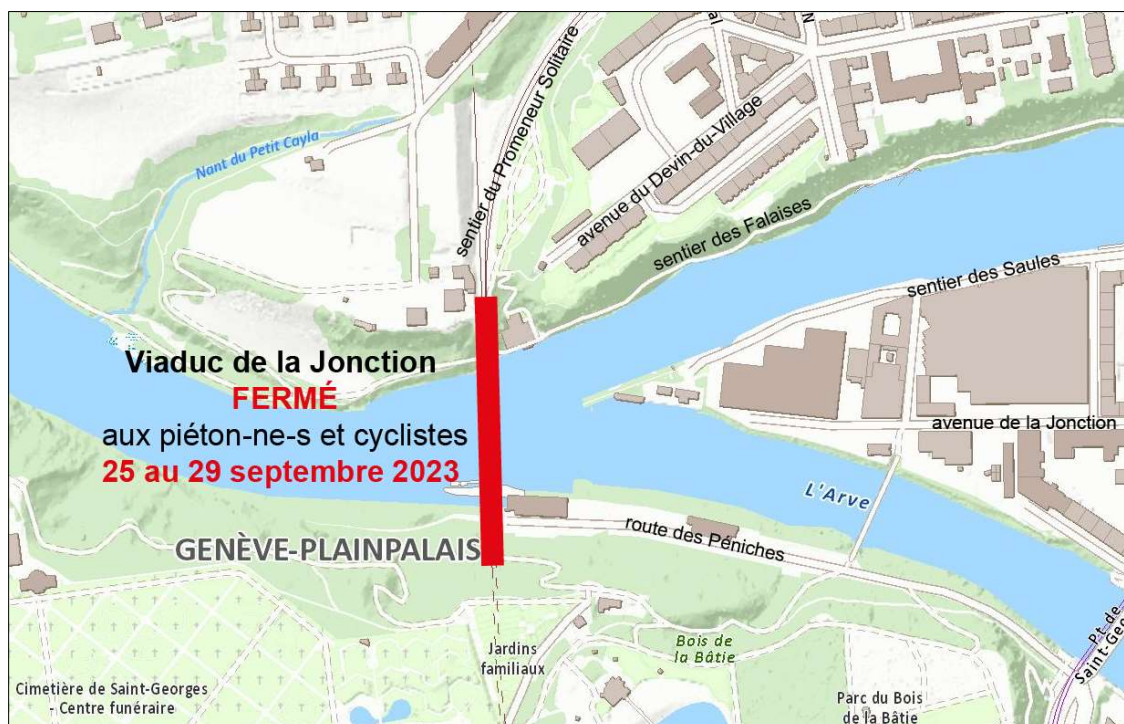 Nant du Petit Cayla
sentier du Promeneur Solitaire
avenue du Devin-du-Village
sentier des Falaises
sentier des Saules
Viaduc de la Jonction
FERMÉ
aux piéton-ne-s et cyclistes
25 au 29 septembre 2023
avenue de la Jonction
L'Arve
route des Péniches
GENÈVE-PLAINPALAIS
Jardins
familiaux
Bois de
la Bâtie
Cimetière de Saint-Georges
- Centre funéraire
Parc du Bois
de la Bâtie
Pt de